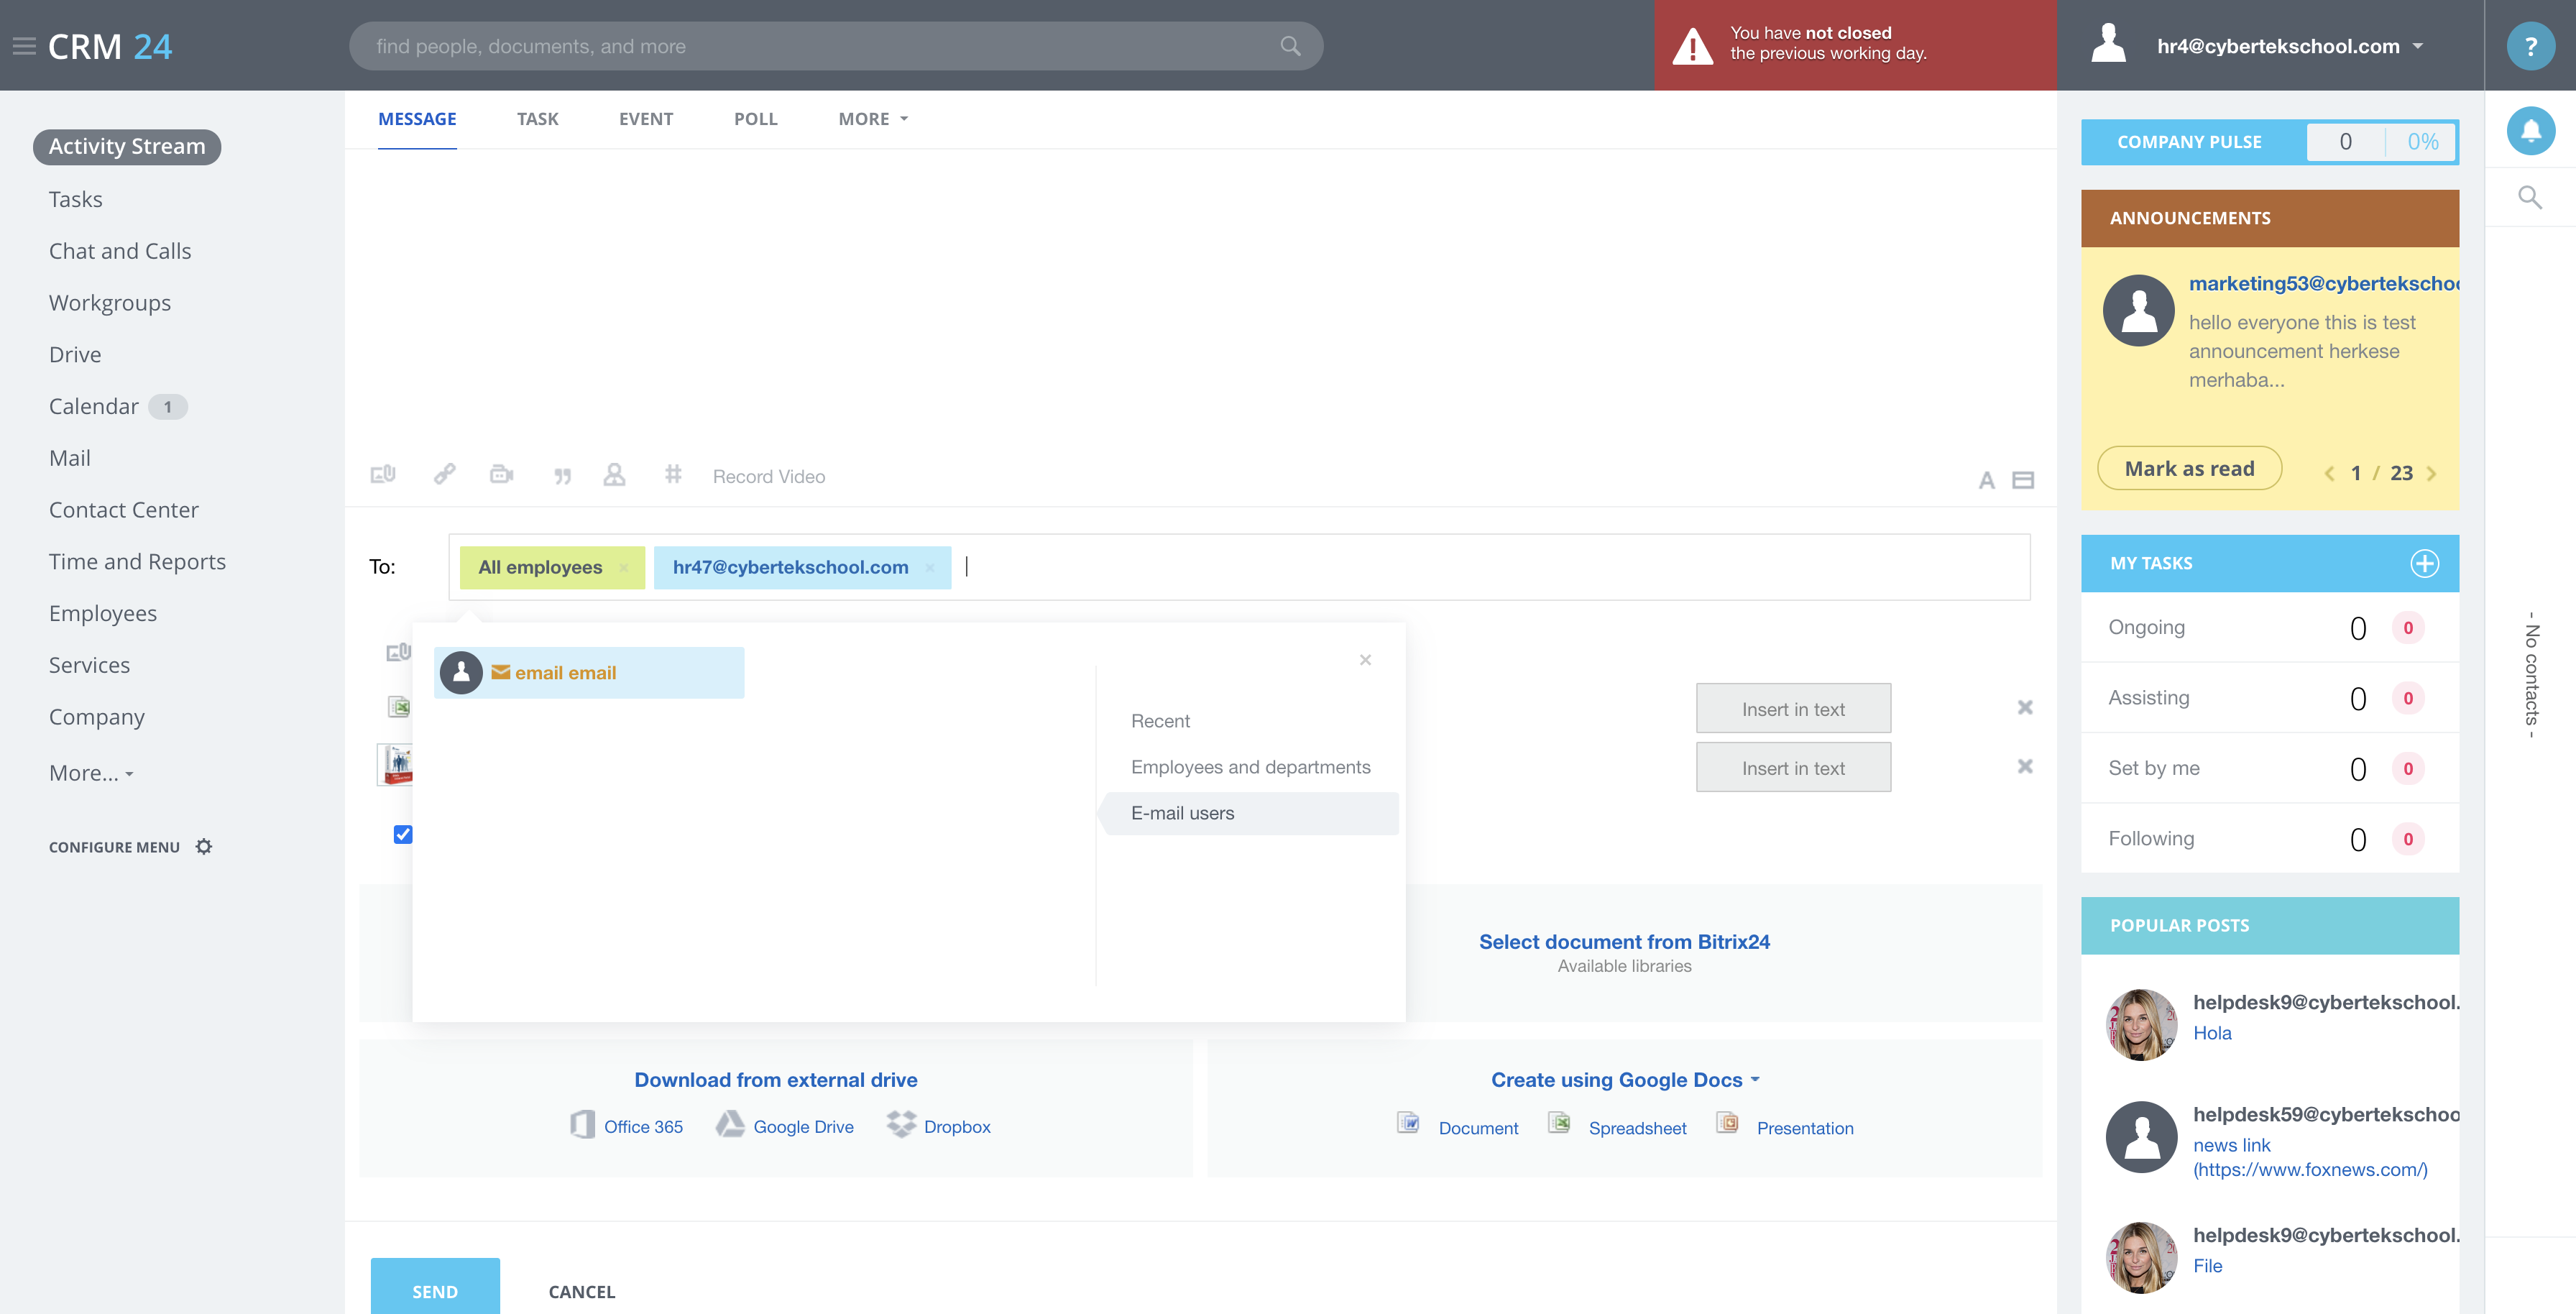 CRM 24
find people, documents, and more
You have not closed
the previous working day.
hr4@cybertekschool.com
?
Activity Stream
Tasks
Chat and Calls
Workgroups
Drive
Calendar 1
Mail
Contact Center
Time and Reports
Employees
Services
Company
More...
CONFIGURE MENU
MESSAGE TASK EVENT POLL MORE
Record Video
A
To: All employees hr47@cybertekschool.com
email email
Recent
Employees and departments
E-mail users
Insert in text
Insert in text
Select document from Bitrix24
Available libraries
Download from external drive
Office 365 Google Drive Dropbox
Create using Google Docs
Document Spreadsheet Presentation
SEND CANCEL
COMPANY PULSE 0 0%
ANNOUNCEMENTS
marketing53@cybertekschoo
hello everyone this is test
announcement herkese
merhaba...
Mark as read 1 / 23
MY TASKS
Ongoing 0 0
Assisting 0 0
Set by me 0 0
Following 0 0
POPULAR POSTS
helpdesk9@cybertekschool.
Hola
helpdesk59@cybertekschoo
news link
(https://www.foxnews.com/)
helpdesk9@cybertekschool.
File
- No contacts -